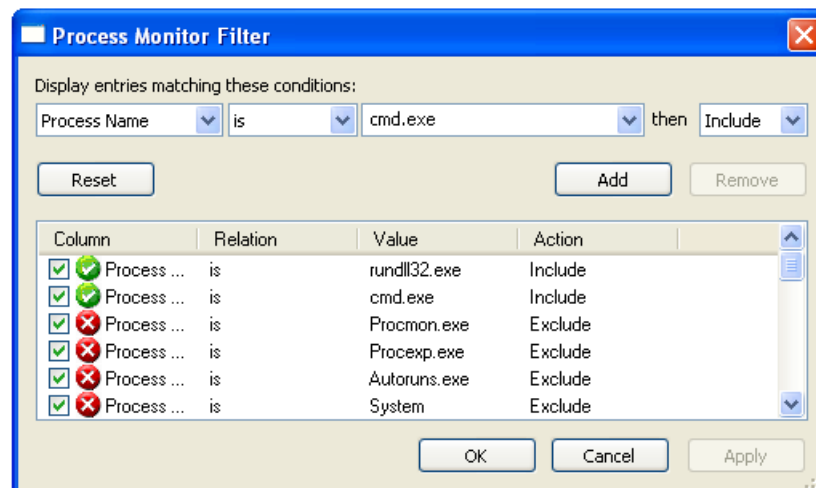 Process Monitor Filter
Display entries matching these conditions:
Process Name is cmd.exe then Include
Reset Add Remove
Column Relation Value Action
Process ... is rundll32.exe Include
Process ... is cmd.exe Include
Process ... is Procmon.exe Exclude
Process ... is Procexp.exe Exclude
Process ... is Autoruns.exe Exclude
Process ... is System Exclude
OK Cancel Apply